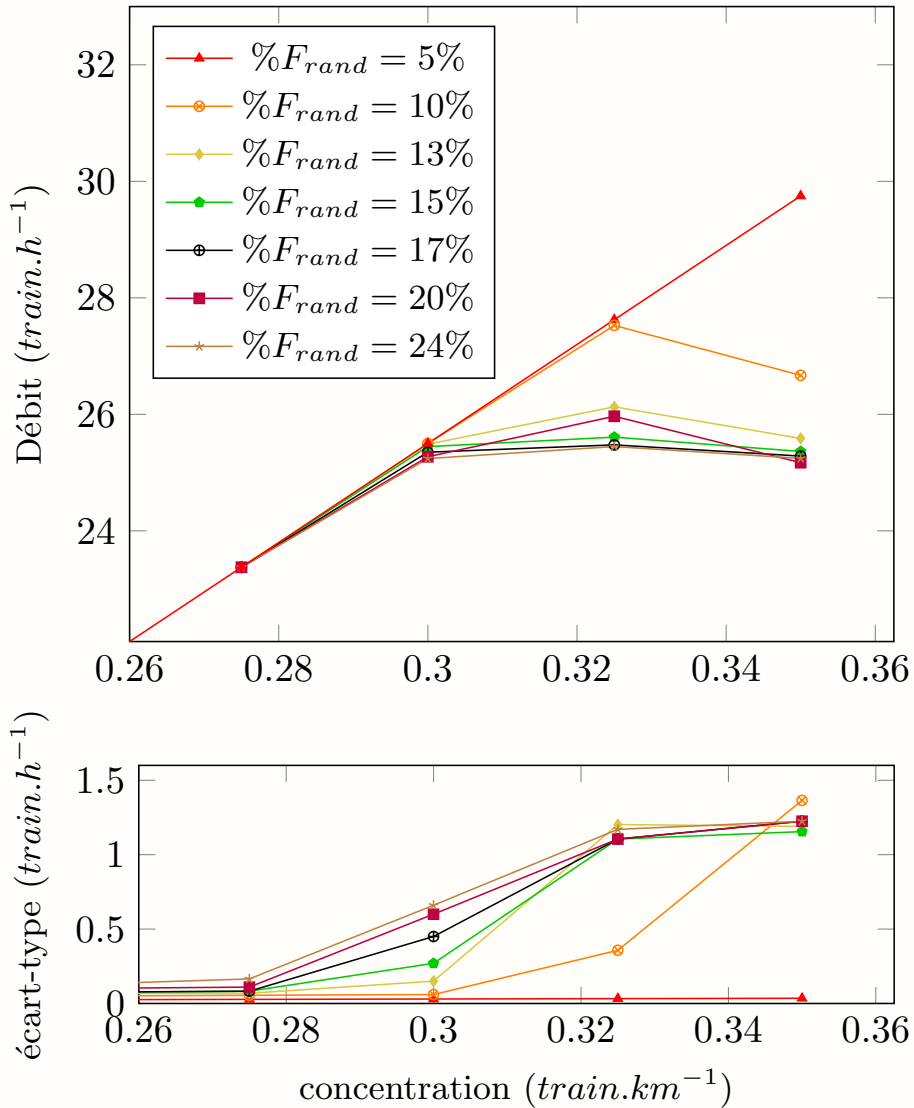 32
30
28
26
24
Débit (train.h⁻¹)
%F_rand = 5%
%F_rand = 10%
%F_rand = 13%
%F_rand = 15%
%F_rand = 17%
%F_rand = 20%
%F_rand = 24%
0.26 0.28 0.3 0.32 0.34 0.36
1.5
1
0.5
0
écart-type (train.h⁻¹)
0.26 0.28 0.3 0.32 0.34 0.36
concentration (train.km⁻¹)